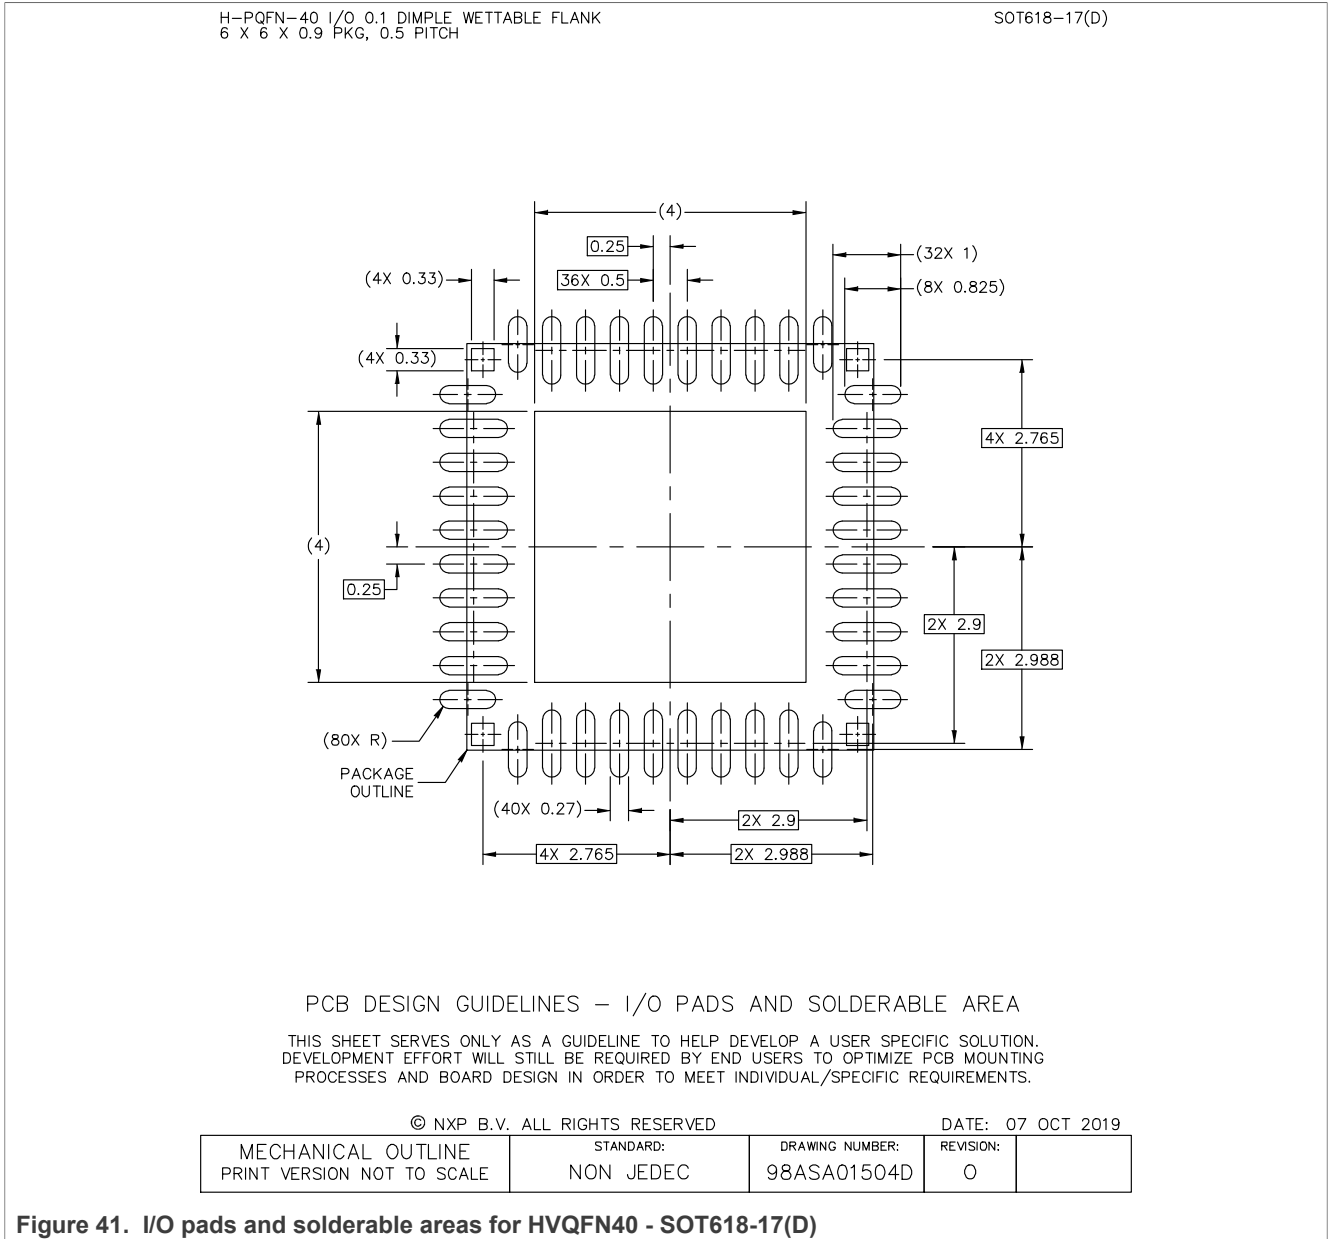 H-PQFN-40 I/O 0.1 DIMPLE WETTABLE FLANK
6 X 6 X 0.9 PKG, 0.5 PITCH
SOT618-17(D)
(4)
0.25
(32X 1)
(4X 0.33)
36X 0.5
(8X 0.825)
(4X 0.33)
4X 2.765
(4)
0.25
2X 2.9
2X 2.988
(80X R)
PACKAGE
OUTLINE
(40X 0.27)
2X 2.9
4X 2.765
2X 2.988
PCB DESIGN GUIDELINES – I/O PADS AND SOLDERABLE AREA
THIS SHEET SERVES ONLY AS A GUIDELINE TO HELP DEVELOP A USER SPECIFIC SOLUTION.
DEVELOPMENT EFFORT WILL STILL BE REQUIRED BY END USERS TO OPTIMIZE PCB MOUNTING
PROCESSES AND BOARD DESIGN IN ORDER TO MEET INDIVIDUAL/SPECIFIC REQUIREMENTS.
© NXP B.V. ALL RIGHTS RESERVED
DATE: 07 OCT 2019
MECHANICAL OUTLINE
PRINT VERSION NOT TO SCALE
STANDARD:
NON JEDEC
DRAWING NUMBER:
98ASA01504D
REVISION:
O
Figure 41. I/O pads and solderable areas for HVQFN40 - SOT618-17(D)